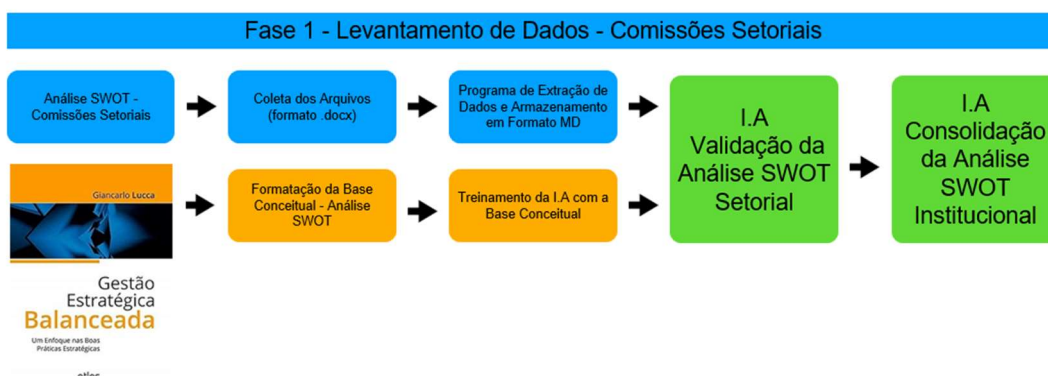 Fase 1 - Levantamento de Dados - Comissões Setoriais
Análise SWOT -
Comissões Setoriais
Coleta dos Arquivos
(formato .docx)
Programa de Extração de
Dados e Armazenamento
em Formato MD
I.A
Validação da
Análise SWOT
Setorial
I.A
Consolidação
da Análise
SWOT
Institucional
Giancarlo Lucca
Formatação da Base
Conceitual - Análise
SWOT
Treinamento da I.A com a
Base Conceitual
Gestão
Estratégica
Balanceada
Um Enfoque nas Boas
Práticas Estratégicas